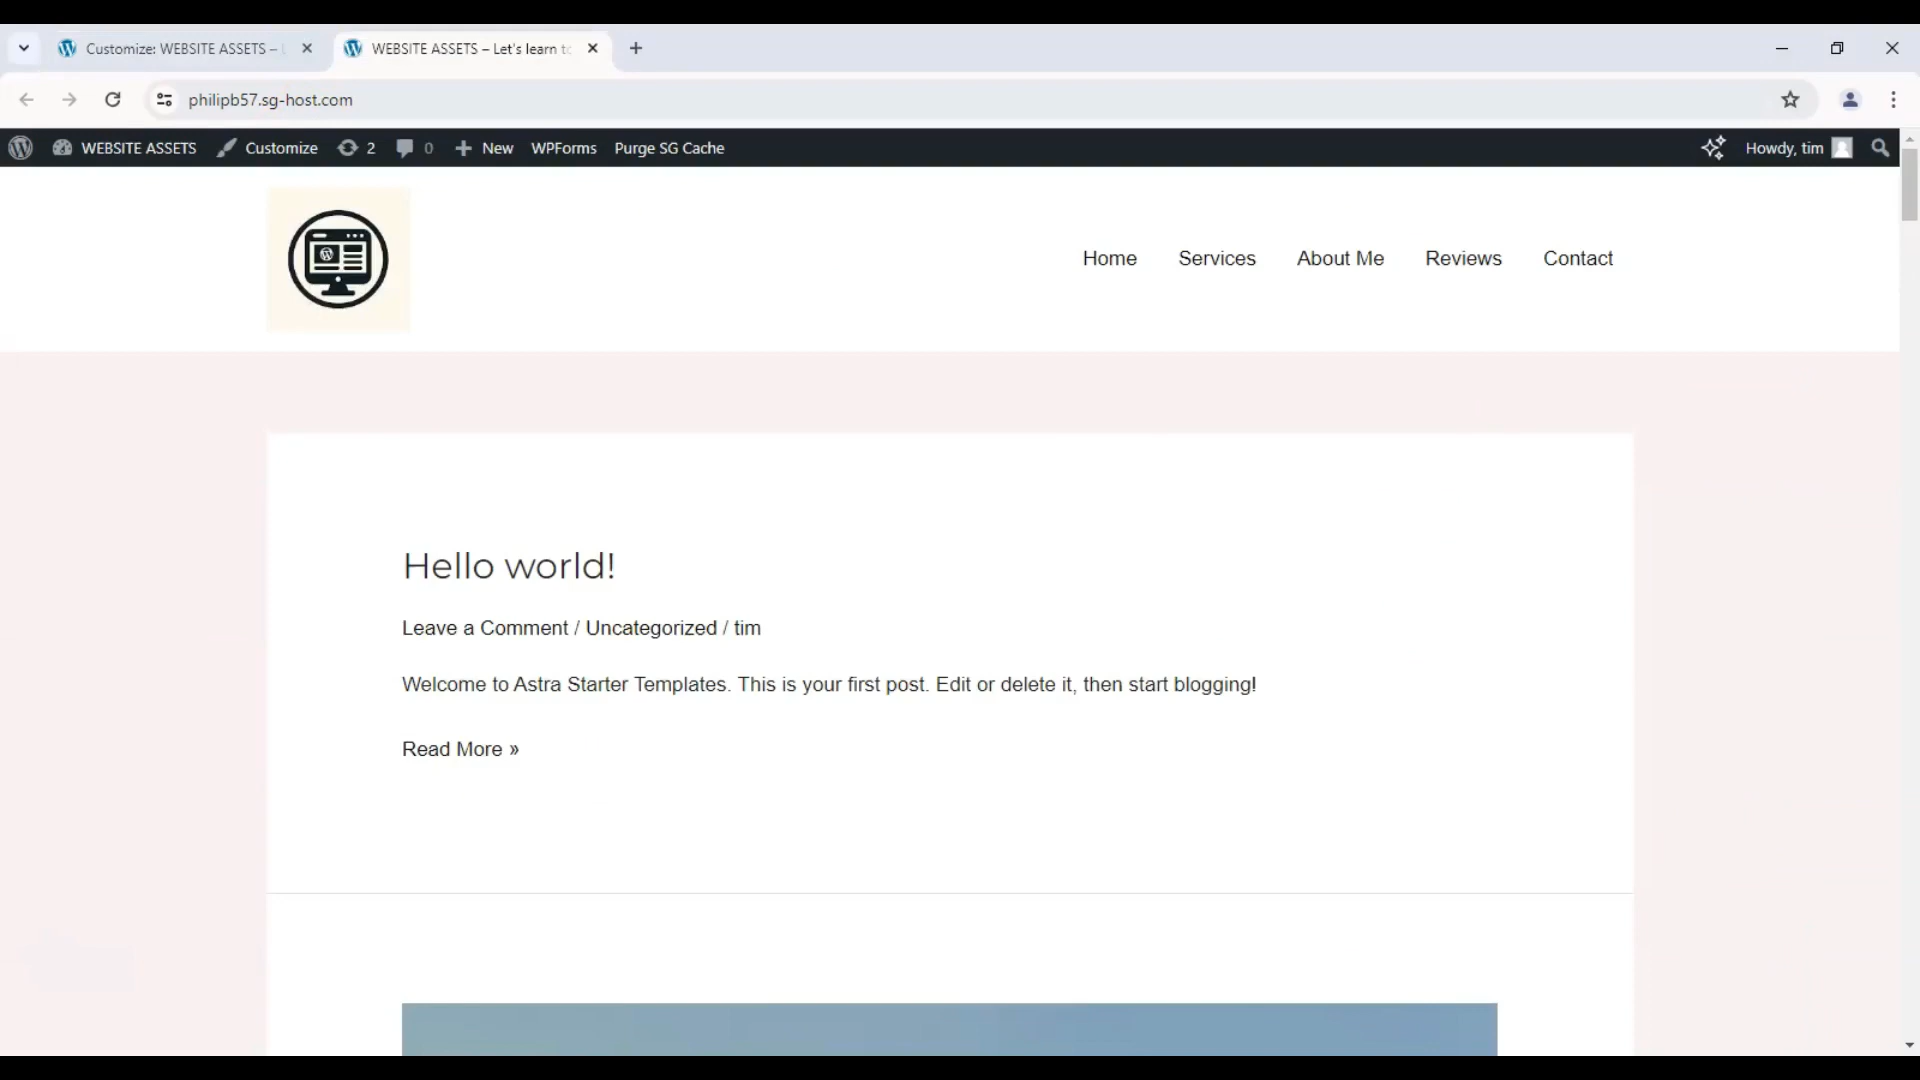 Customize: WEBSITE ASSETS –
WEBSITE ASSETS – Let's learn to
philipb57.sg-host.com
WEBSITE ASSETS Customize 2 0 New WPForms Purge SG Cache Howdy, tim
Home Services About Me Reviews Contact
Hello world!
Leave a Comment / Uncategorized / tim
Welcome to Astra Starter Templates. This is your first post. Edit or delete it, then start blogging!
Read More »